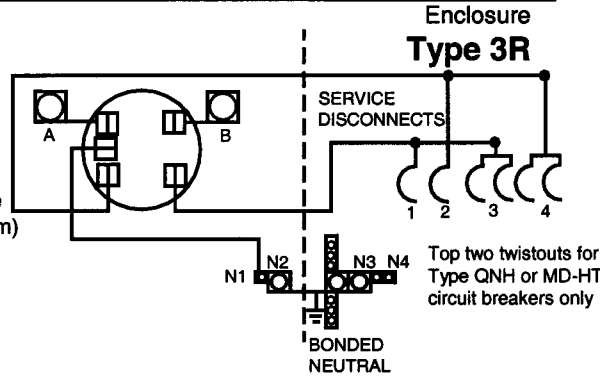 Enclosure
Type 3R
SERVICE
DISCONNECTS
A
B
1
2
3
4
m)
N1
N2
N3
N4
Top two twistouts for
Type QNH or MD-HT
circuit breakers only
BONDED
NEUTRAL